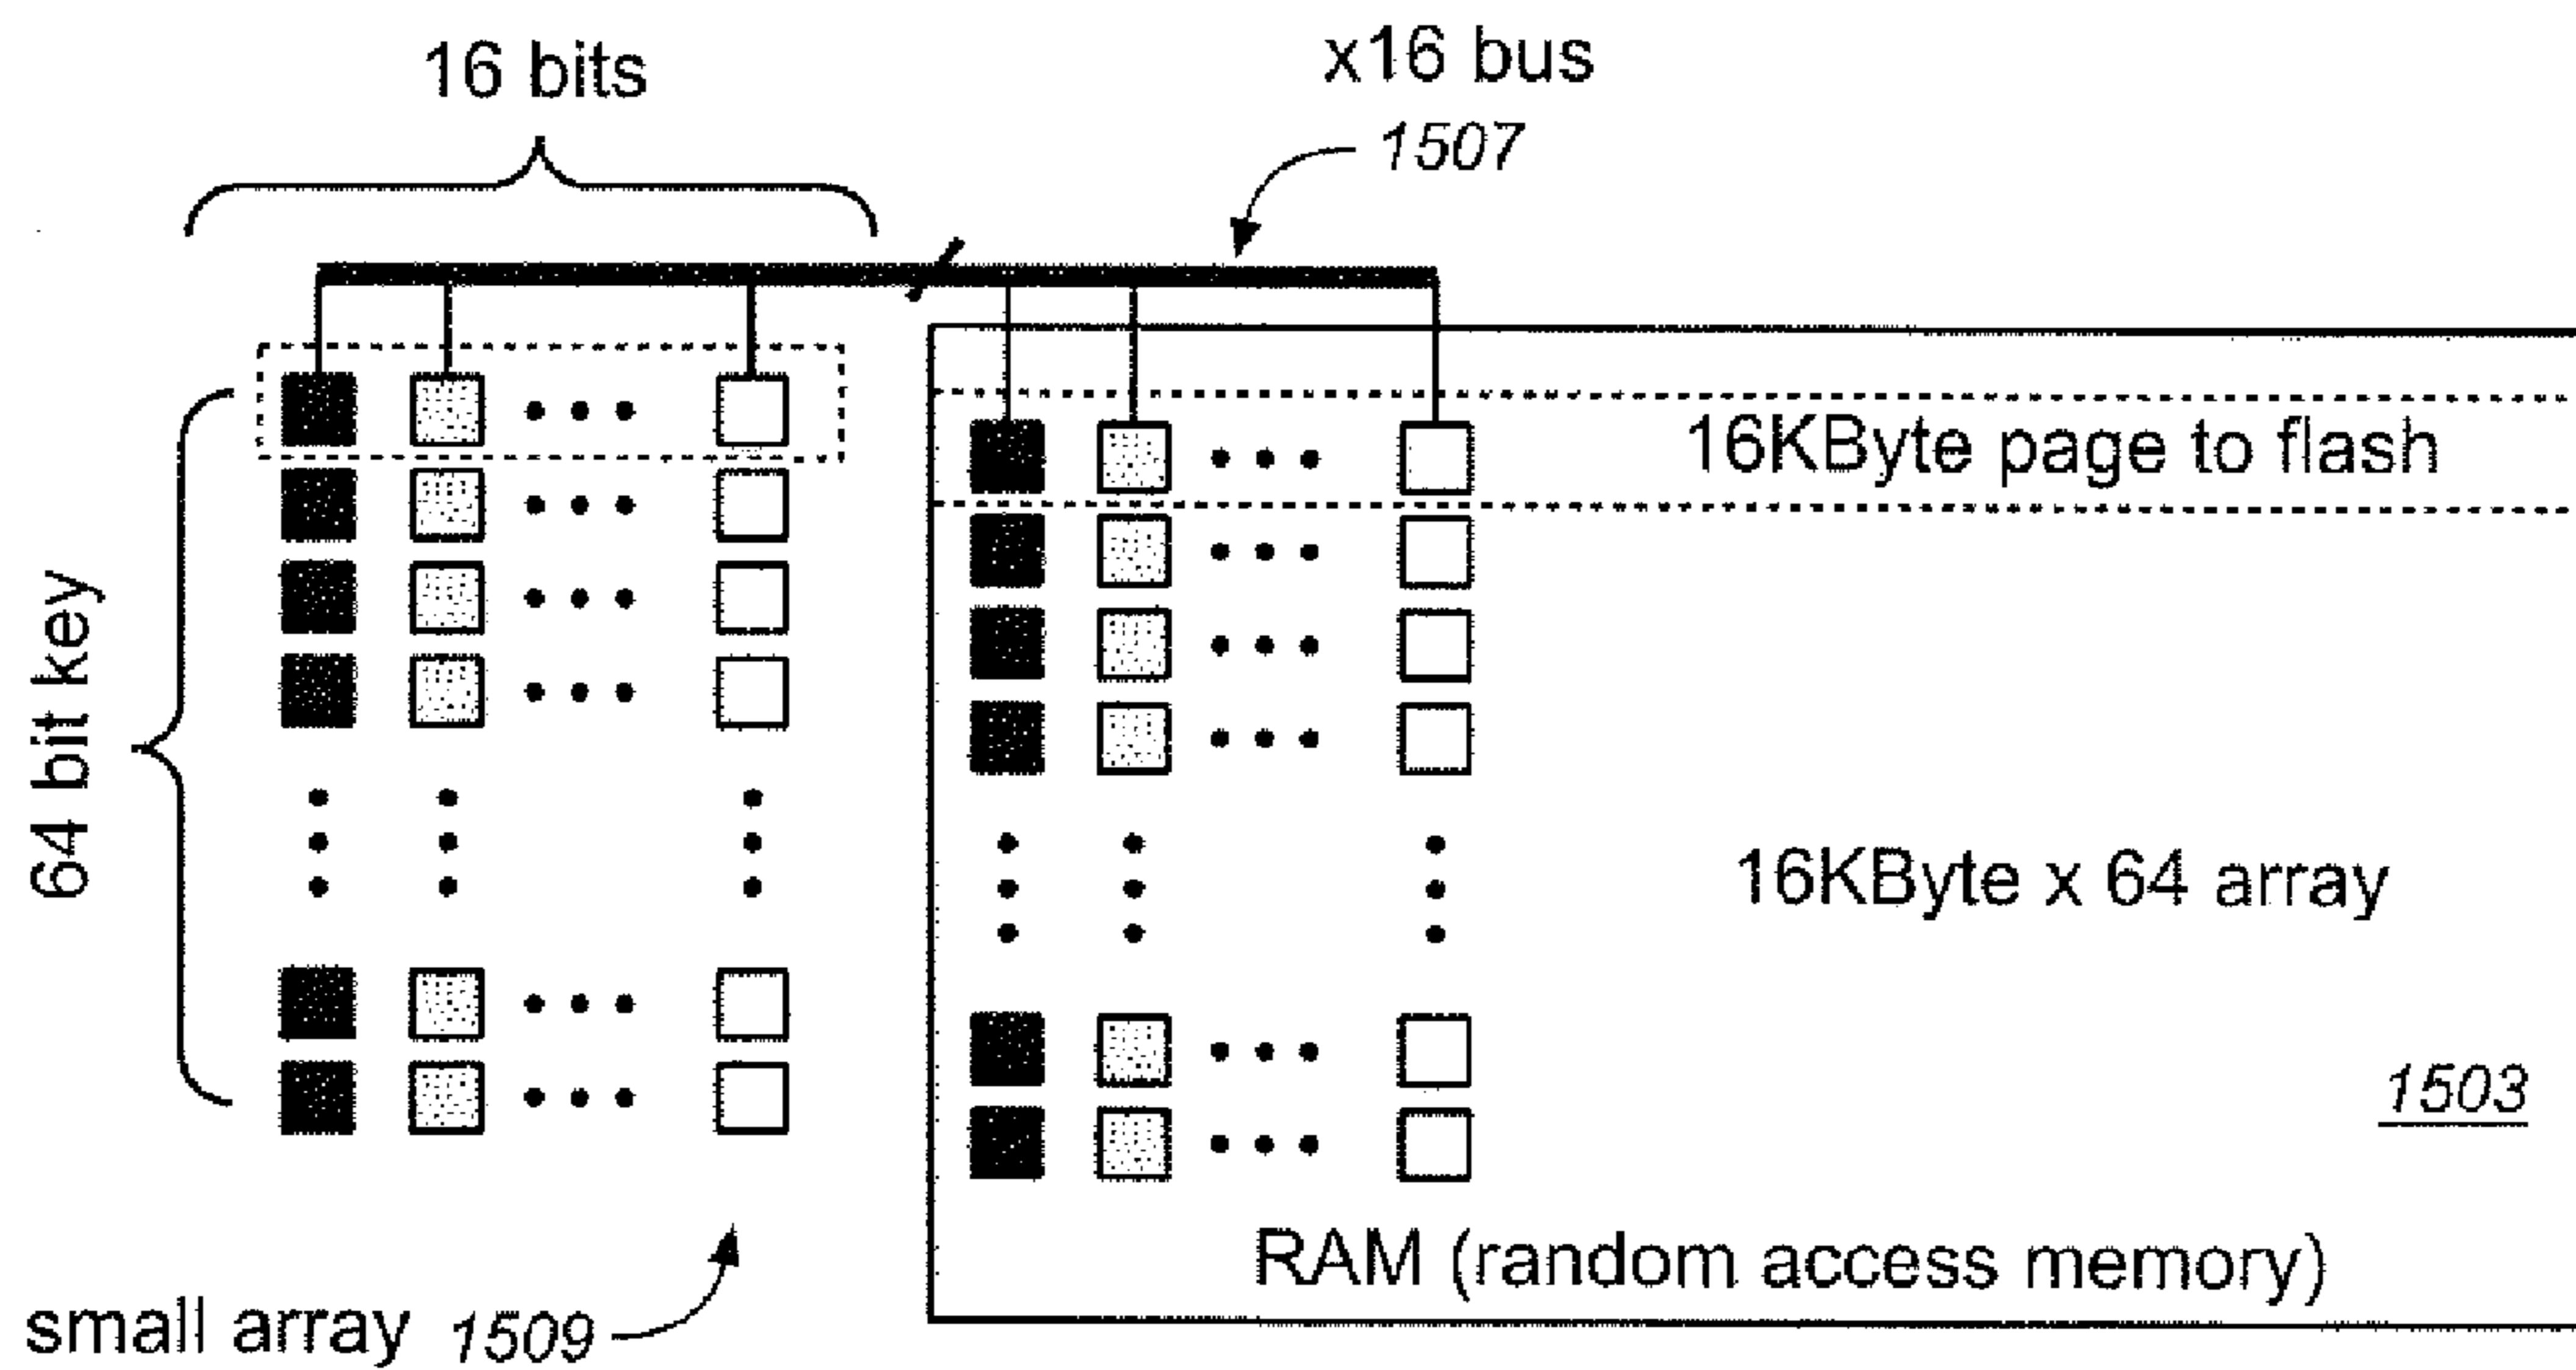 16 bits
x16 bus
1507
16KByte page to flash
64 bit key
16KByte x 64 array
1503
RAM (random access memory)
small array 1509